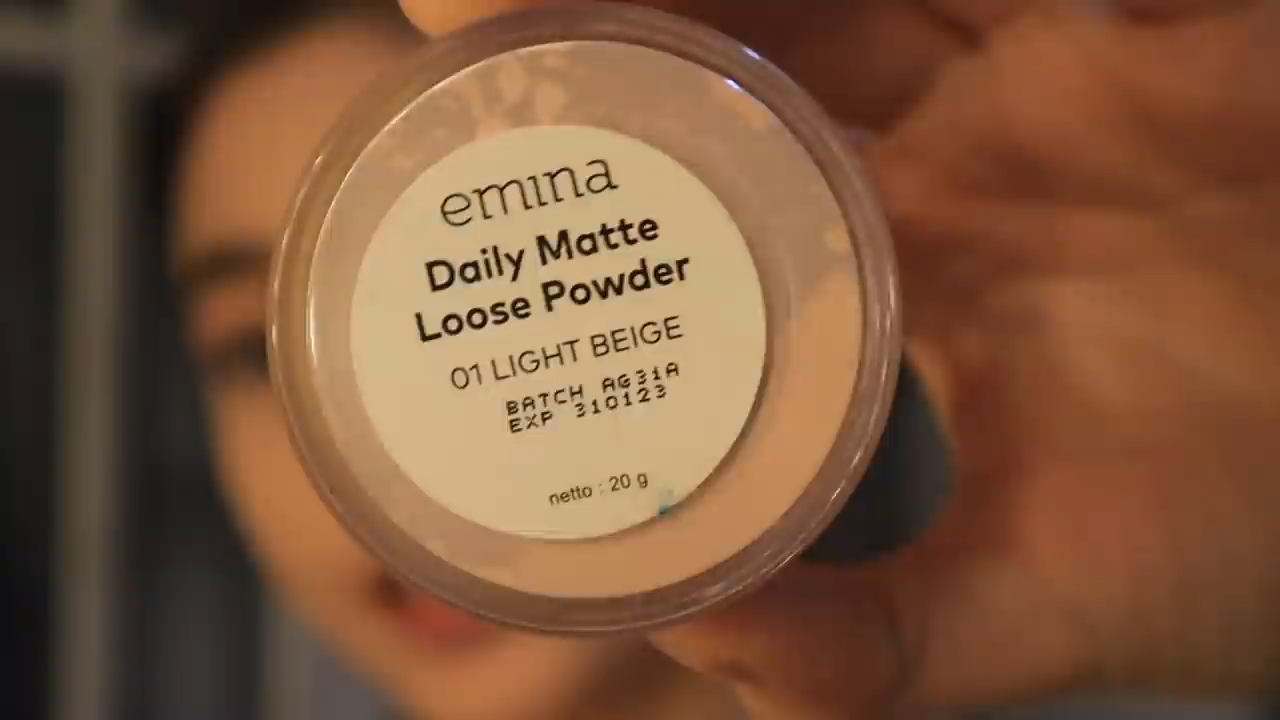 emina
Daily Matte
Loose Powder
01 LIGHT BEIGE
BATCH AG31A
EXP 310123
netto : 20 g